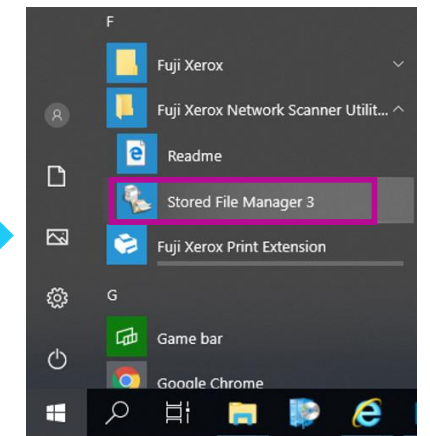 F
Fuji Xerox
Fuji Xerox Network Scanner Utilit...
Readme
Stored File Manager 3
Fuji Xerox Print Extension
G
Game bar
Google Chrome